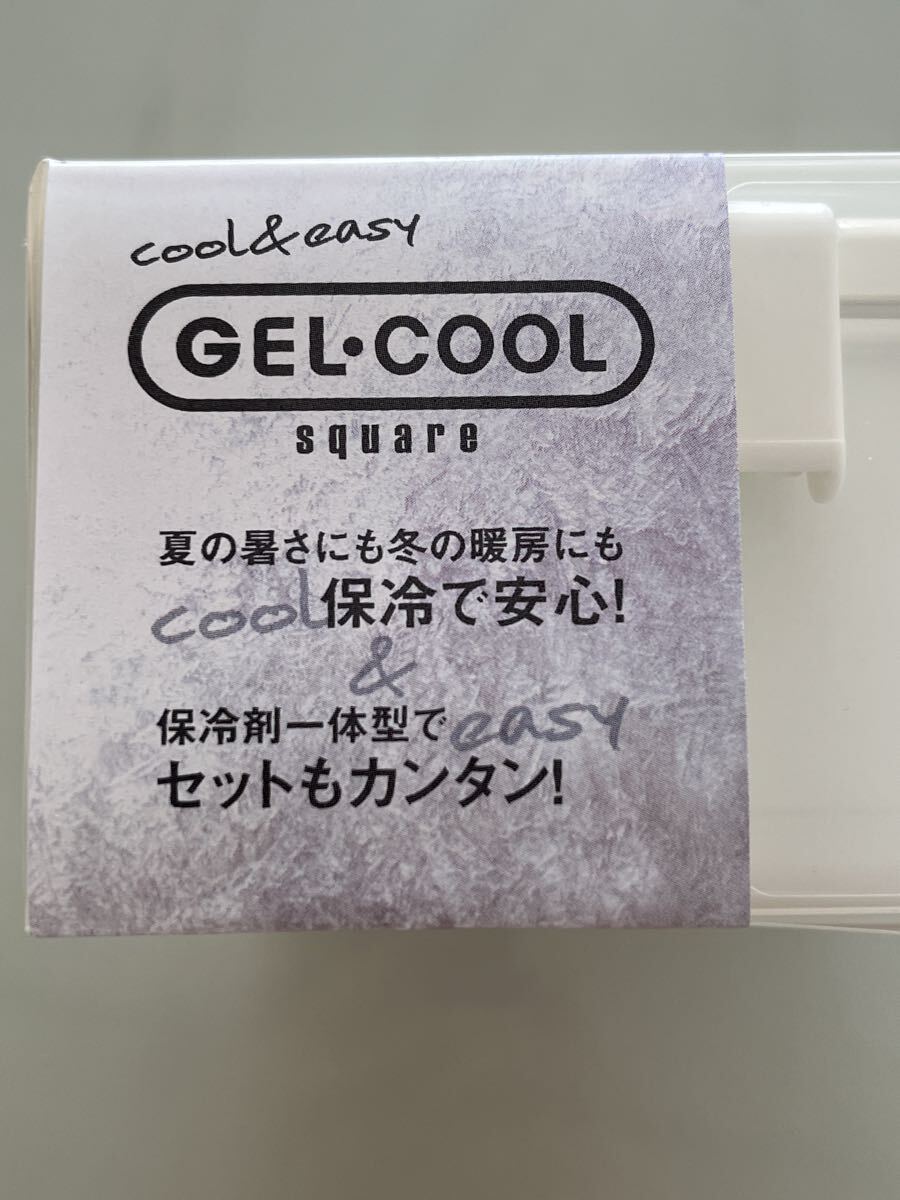 cool&easy
GEL•COOL
square
夏の暑さにも冬の暖房にも
cool保冷で安心!
&
保冷剤一体型でeasy
セットもカンタン!